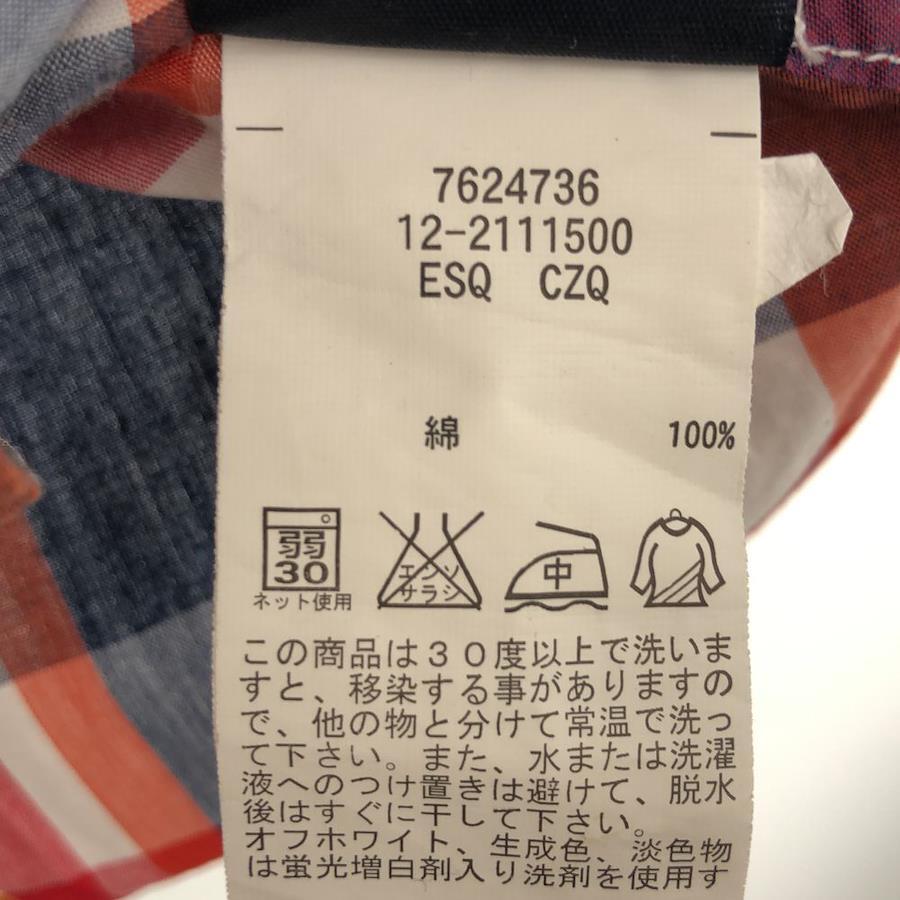 7624736
12-2111500
ESQ CZQ
綿 100%
弱
30
ネット使用
エンソ
サラシ
中
この商品は３０度以上で洗いま
すと、移染する事がありますの
で、他の物と分けて常温で洗っ
て下さい。また、水または洗濯
液へのつけ置きは避けて、脱水
後はすぐに干して下さい。
オフホワイト、生成色、淡色物
は蛍光増白剤入り洗剤を使用す